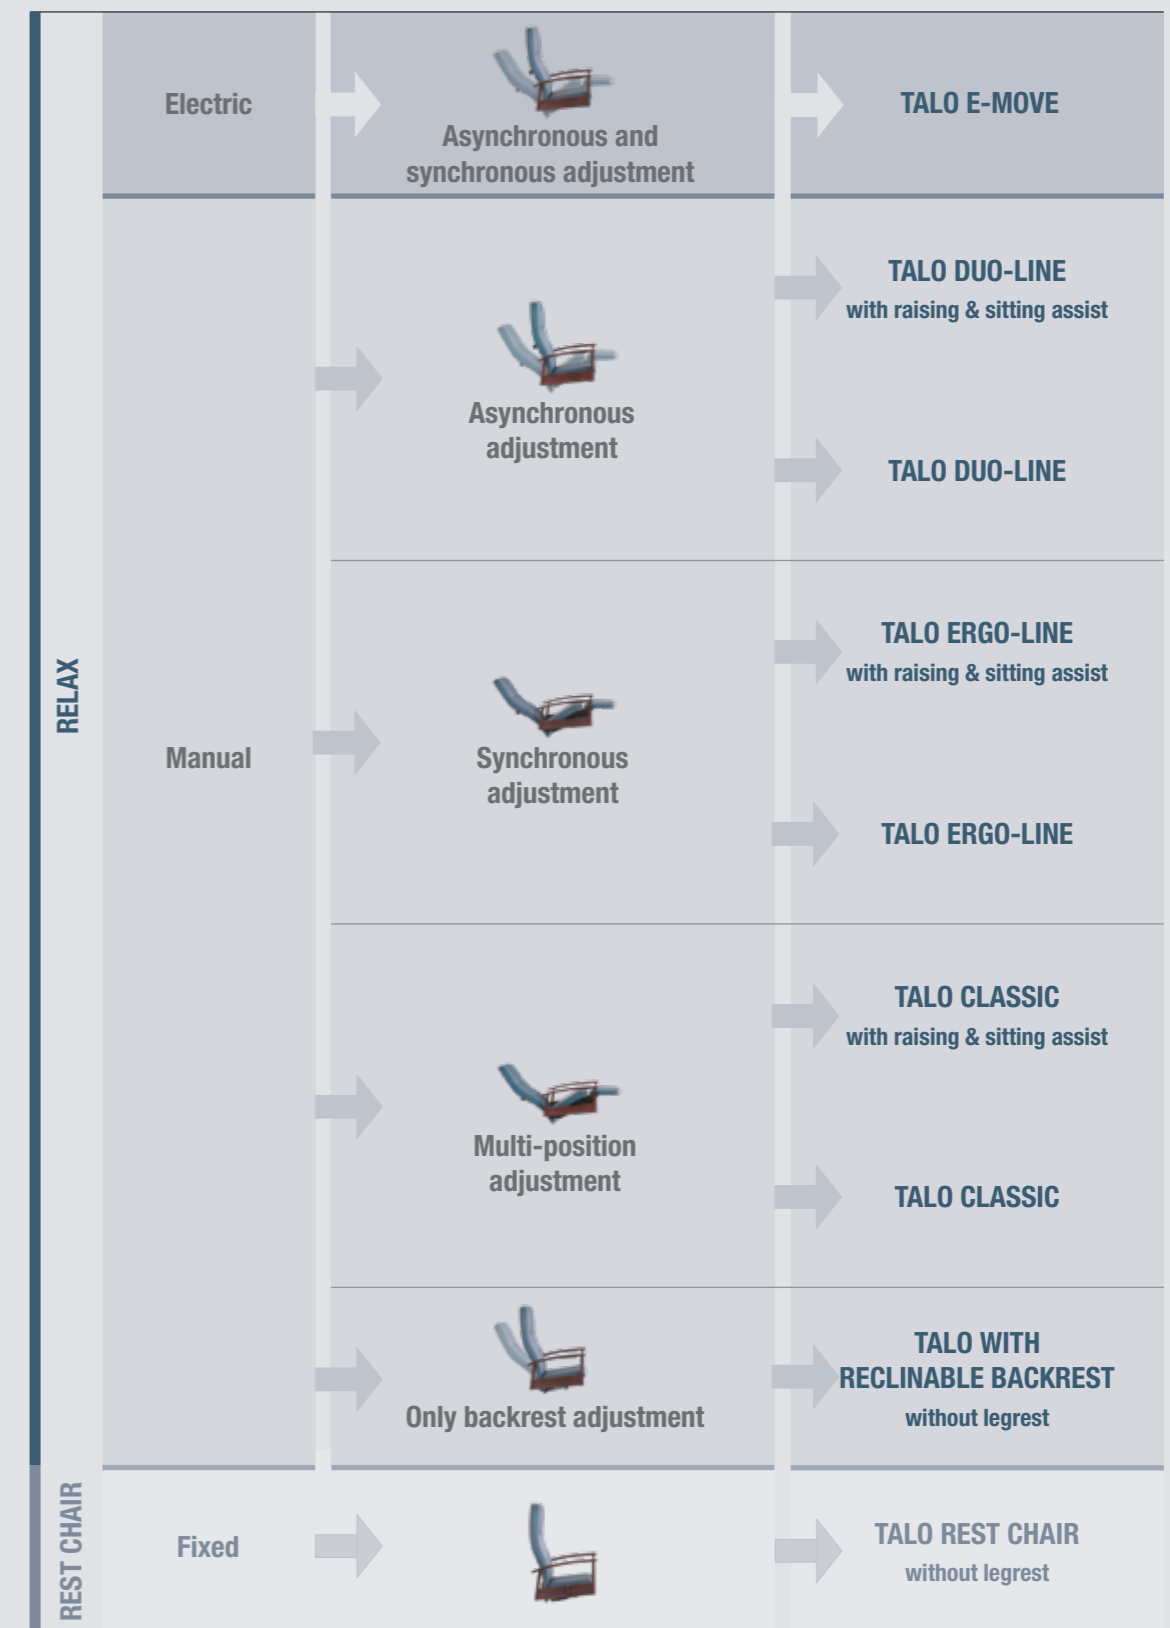 RELAX
Electric
Asynchronous and
synchronous adjustment
TALO E-MOVE
Manual
Asynchronous
adjustment
TALO DUO-LINE
with raising & sitting assist
TALO DUO-LINE
Synchronous
adjustment
TALO ERGO-LINE
with raising & sitting assist
TALO ERGO-LINE
Multi-position
adjustment
TALO CLASSIC
with raising & sitting assist
TALO CLASSIC
Only backrest adjustment
TALO WITH
RECLINABLE BACKREST
without legrest
REST CHAIR
Fixed
TALO REST CHAIR
without legrest